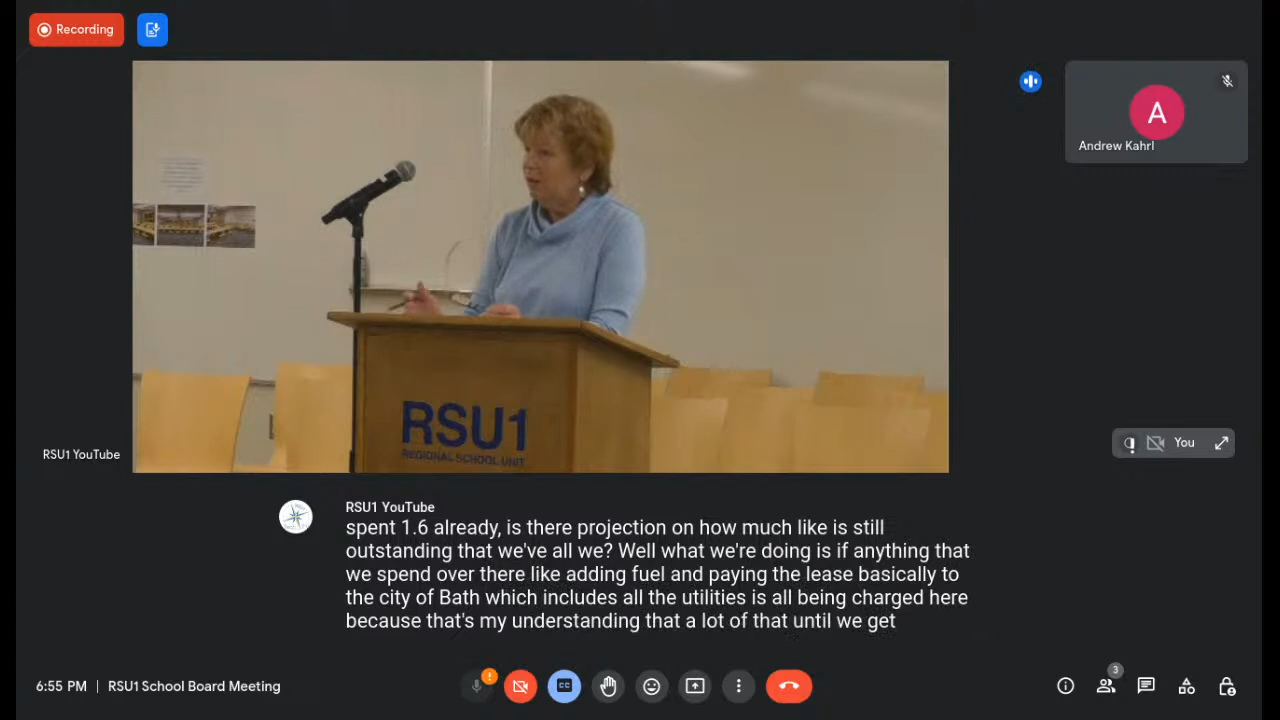 Recording
A
Andrew Kahrl
RSU1
REGIONAL SCHOOL UNIT
RSU1 YouTube
You
RSU1 YouTube
spent 1.6 already, is there projection on how much like is still
outstanding that we've all we? Well what we're doing is if anything that
we spend over there like adding fuel and paying the lease basically to
the city of Bath which includes all the utilities is all being charged here
because that's my understanding that a lot of that until we get
3
6:55 PM | RSU1 School Board Meeting
CC